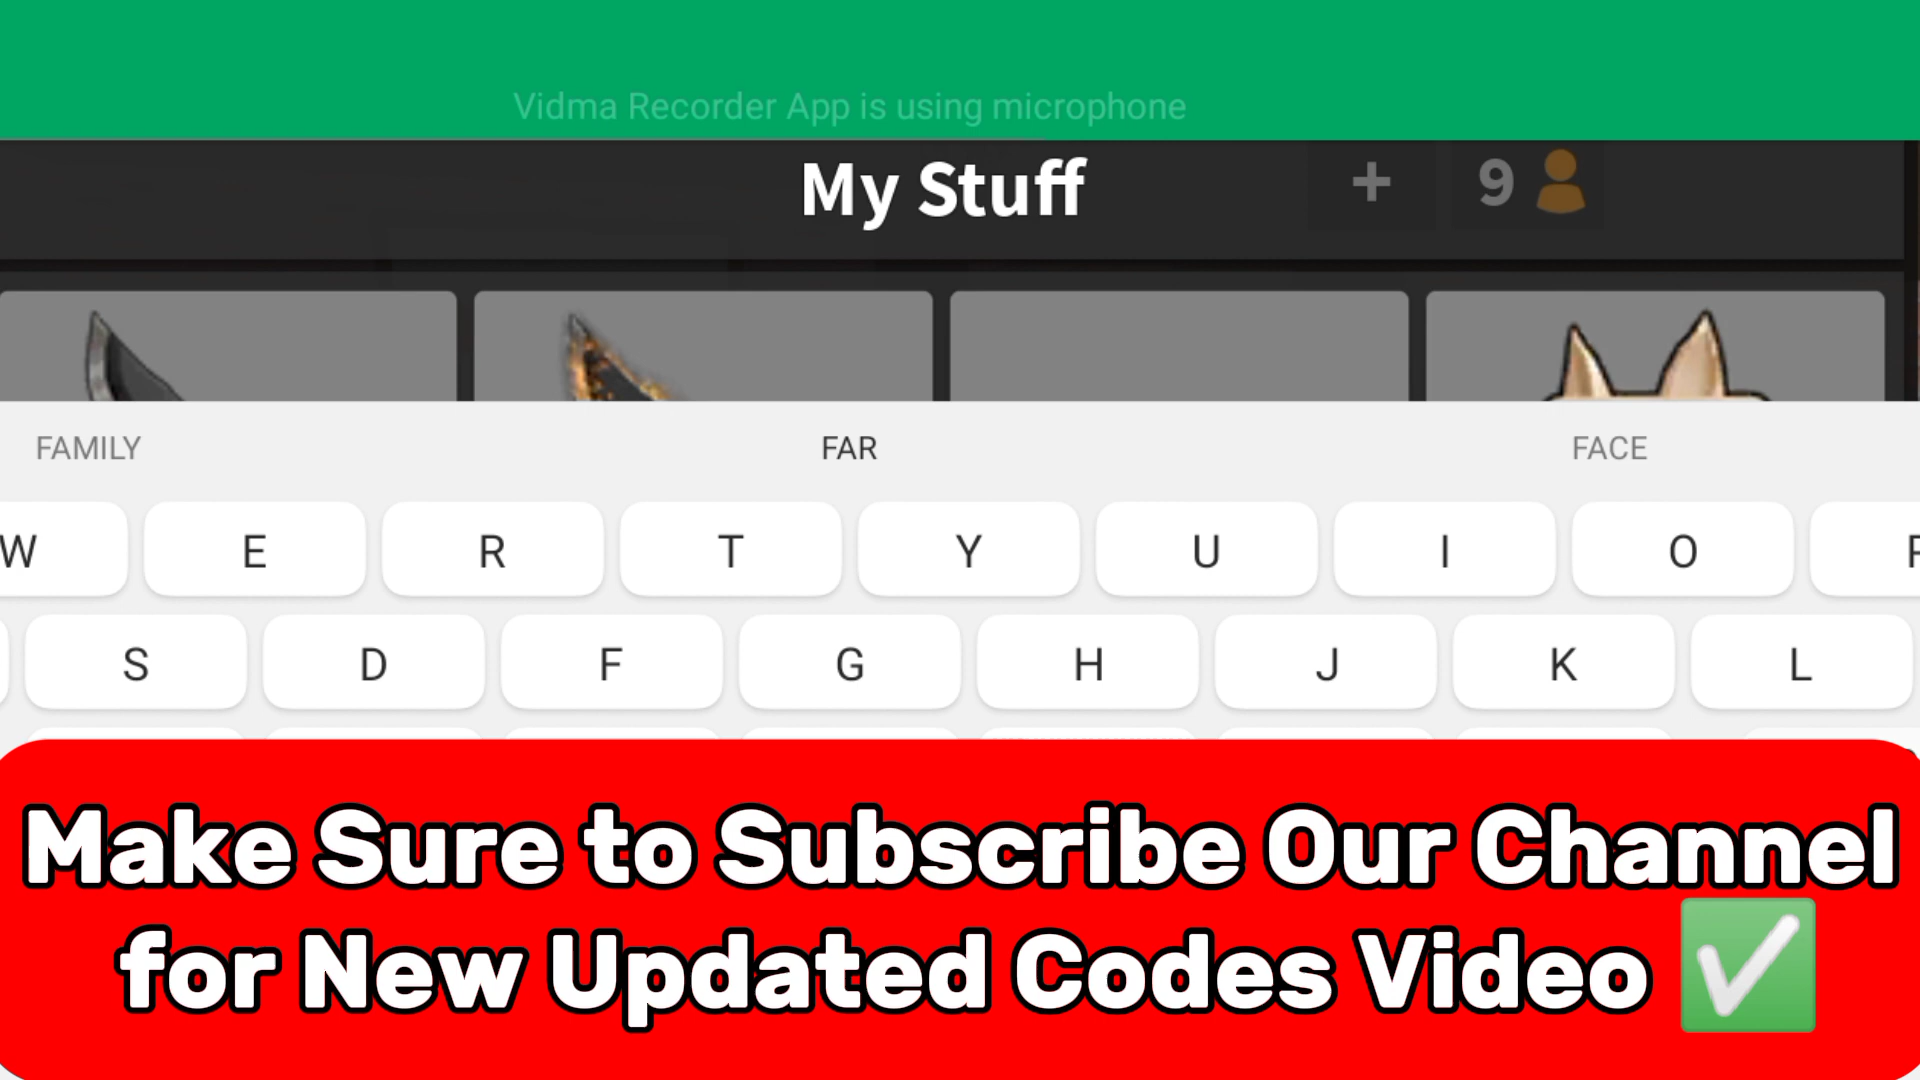 Vidma Recorder App is using microphone
My Stuff + 9
FAMILY FAR FACE
W E R T Y U I O P
S D F G H J K L
Make Sure to Subscribe Our Channel
for New Updated Codes Video ✅